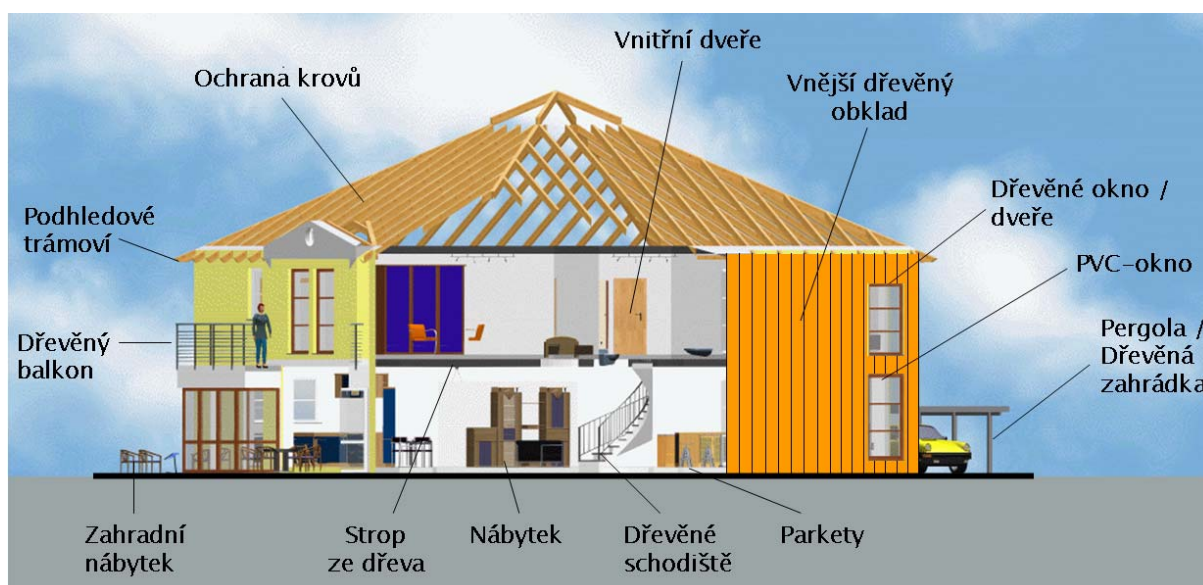 Vnitřní dveře
Ochrana krovů
Vnější dřevěný
obklad
Dřevěné okno /
dveře
Podhledové
trámoví
PVC-okno
Dřevěný
balkon
Pergola /
Dřevěná
zahrádka
Zahradní
nábytek
Strop
ze dřeva
Nábytek
Dřevěné
schodiště
Parkety